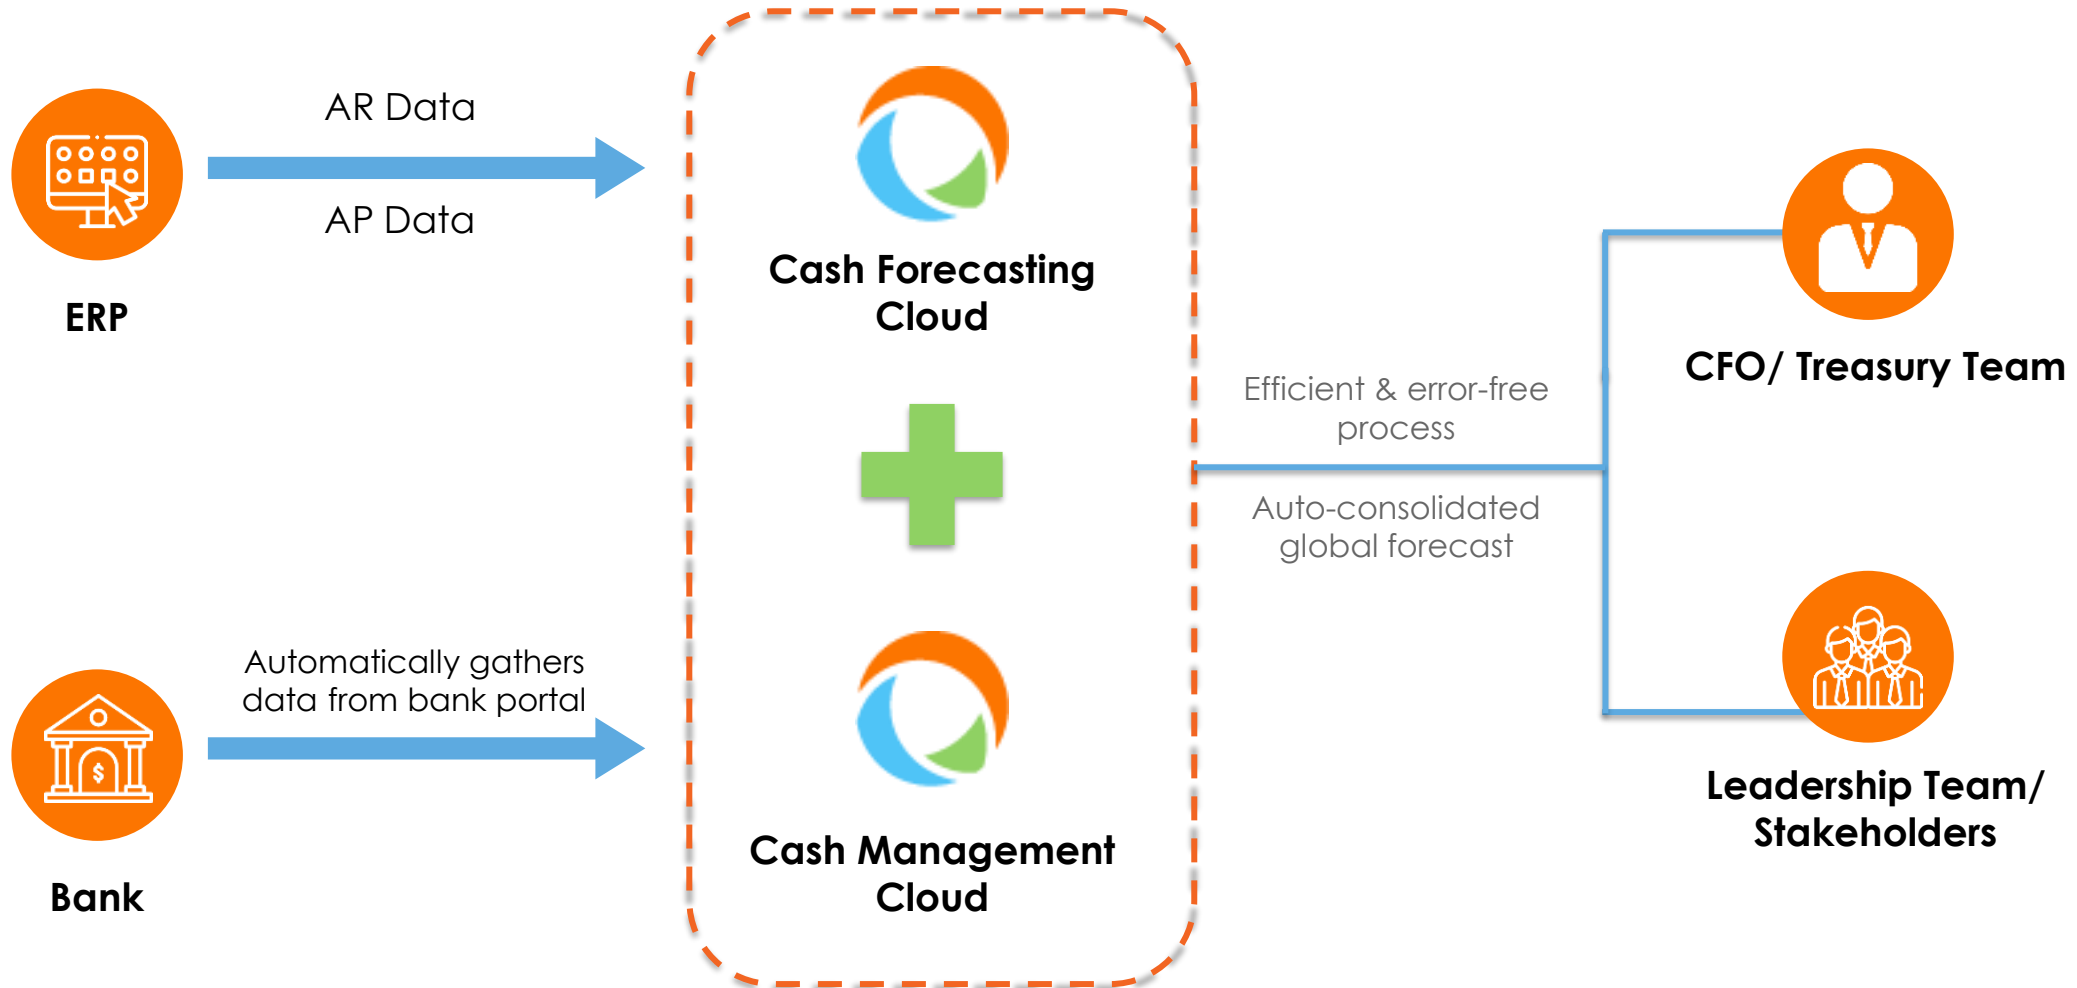 AR Data
AP Data
ERP
Automatically gathers
data from bank portal
$
Bank
Cash Forecasting
Cloud
Cash Management
Cloud
Efficient & error-free
process
Auto-consolidated
global forecast
CFO/ Treasury Team
Leadership Team/
Stakeholders